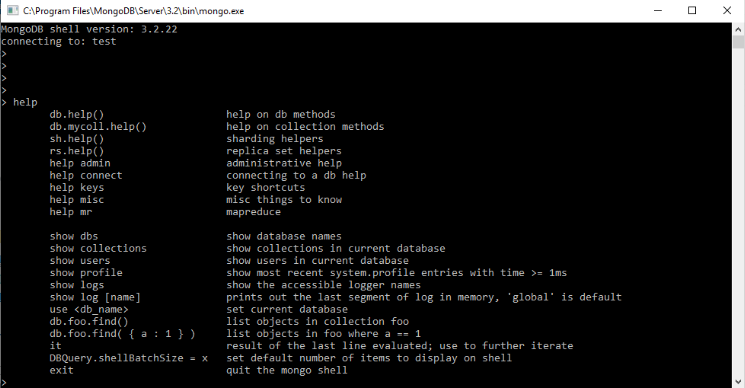 C:\Program Files\MongoDB\Server\3.2\bin\mongo.exe
MongoDB shell version: 3.2.22
connecting to: test
>
>
>
>
> help
db.help() help on db methods
db.mycoll.help() help on collection methods
sh.help() sharding helpers
rs.help() replica set helpers
help admin administrative help
help connect connecting to a db help
help keys key shortcuts
help misc misc things to know
help mr mapreduce
show dbs show database names
show collections show collections in current database
show users show users in current database
show profile show most recent system.profile entries with time >= 1ms
show logs show the accessible logger names
show log [name] prints out the last segment of log in memory, 'global' is default
use <db_name> set current database
db.foo.find() list objects in collection foo
db.foo.find( { a : 1 } ) list objects in foo where a == 1
it result of the last line evaluated; use to further iterate
DBQuery.shellBatchSize = x set default number of items to display on shell
exit quit the mongo shell
>